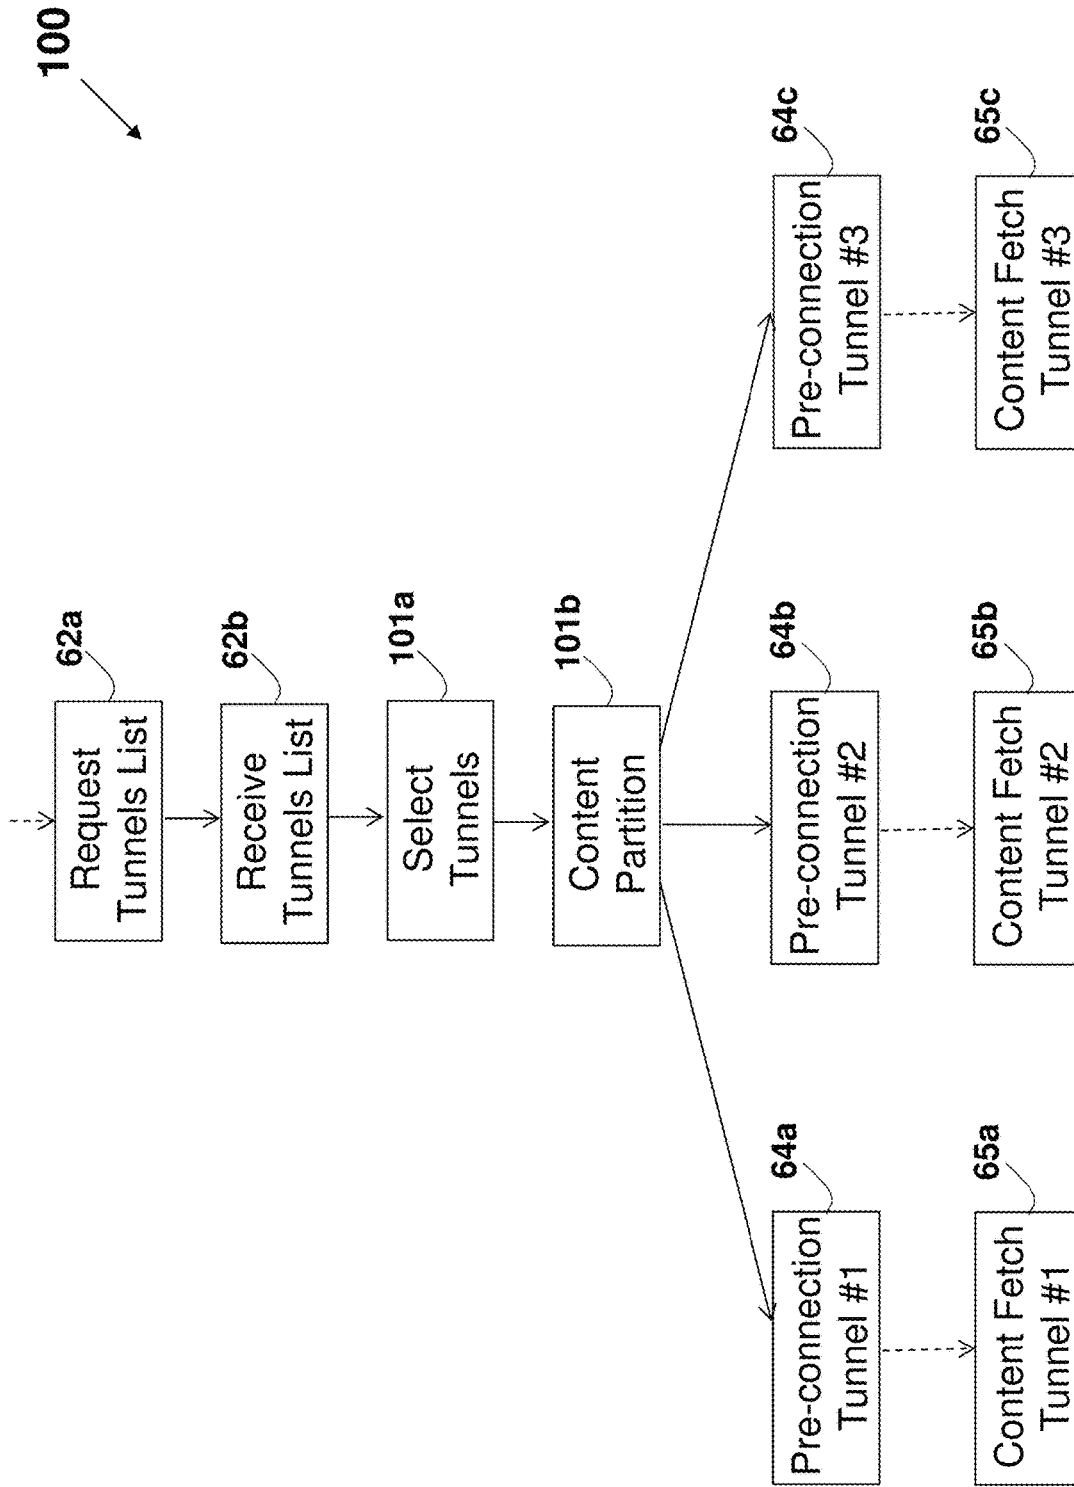 100
62a
Request
Tunnels List
62b
Receive
Tunnels List
101a
Select
Tunnels
101b
Content
Partition
64a
Pre-connection
Tunnel #1
64b
Pre-connection
Tunnel #2
64c
Pre-connection
Tunnel #3
65a
Content Fetch
Tunnel #1
65b
Content Fetch
Tunnel #2
65c
Content Fetch
Tunnel #3